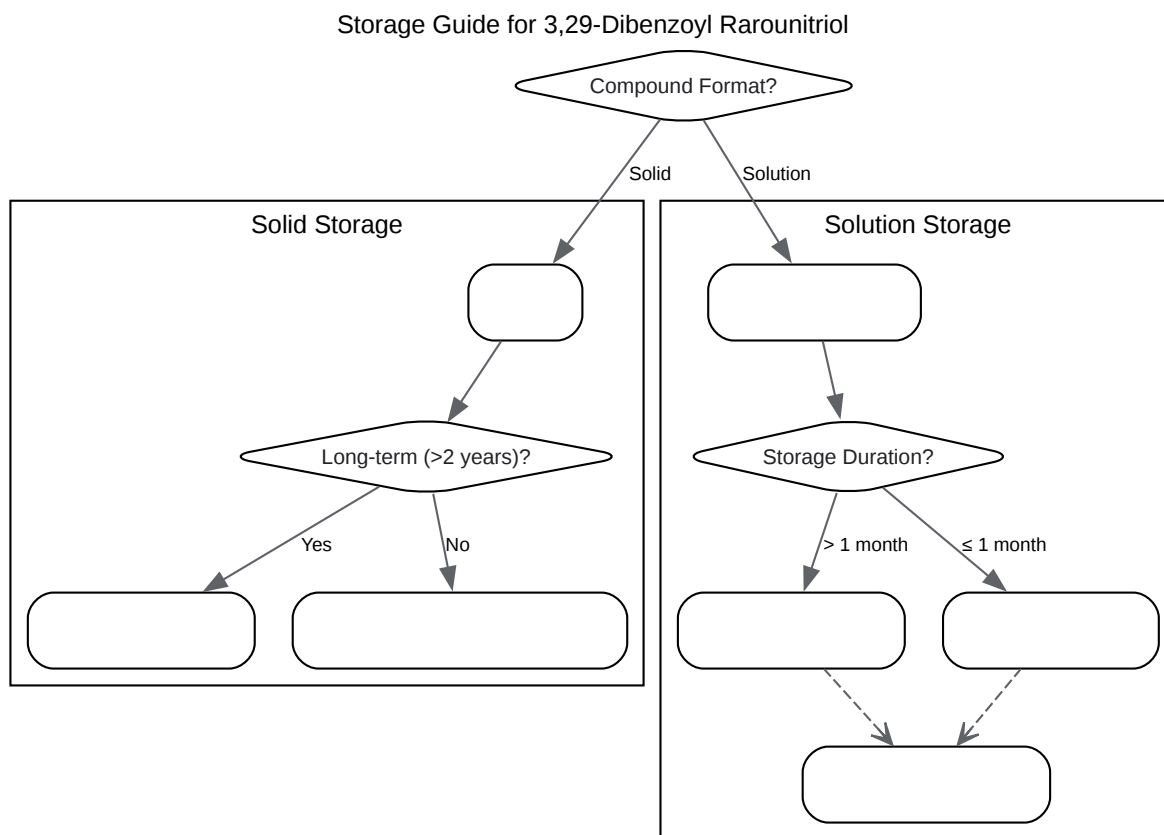 Storage Guide for 3,29-Dibenzoyl Rarounitriol
Compound Format?
Solid
Solution
Solid Storage
Solution Storage
Long-term (>2 years)?
Storage Duration?
Yes
No
> 1 month
≤ 1 month